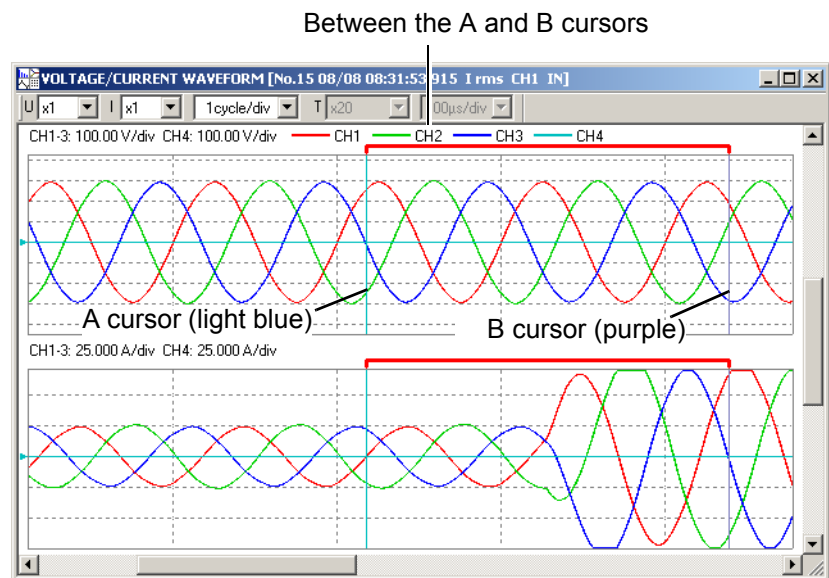 Between the A and B cursors
VOLTAGE/CURRENT WAVEFORM [No.15 08/08 08:31:53.915 I rms CH1 IN]
U x1 I x1 1cycle/div T x20 00µs/div
CH1-3: 100.00 V/div CH4: 100.00 V/div CH1 CH2 CH3 CH4
A cursor (light blue)
B cursor (purple)
CH1-3: 25.000 A/div CH4: 25.000 A/div